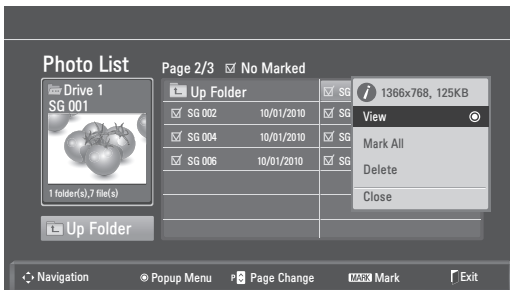 Photo List
Page 2/3 No Marked
Drive 1
SG 001
1 folder(s),7 file(s)
Up Folder
Up Folder
SG 002 10/01/2010
SG 004 10/01/2010
SG 006 10/01/2010
SG
SG
SG
SG
1366x768, 125KB
View
Mark All
Delete
Close
Navigation
Popup Menu
P Page Change
MARK Mark
Exit